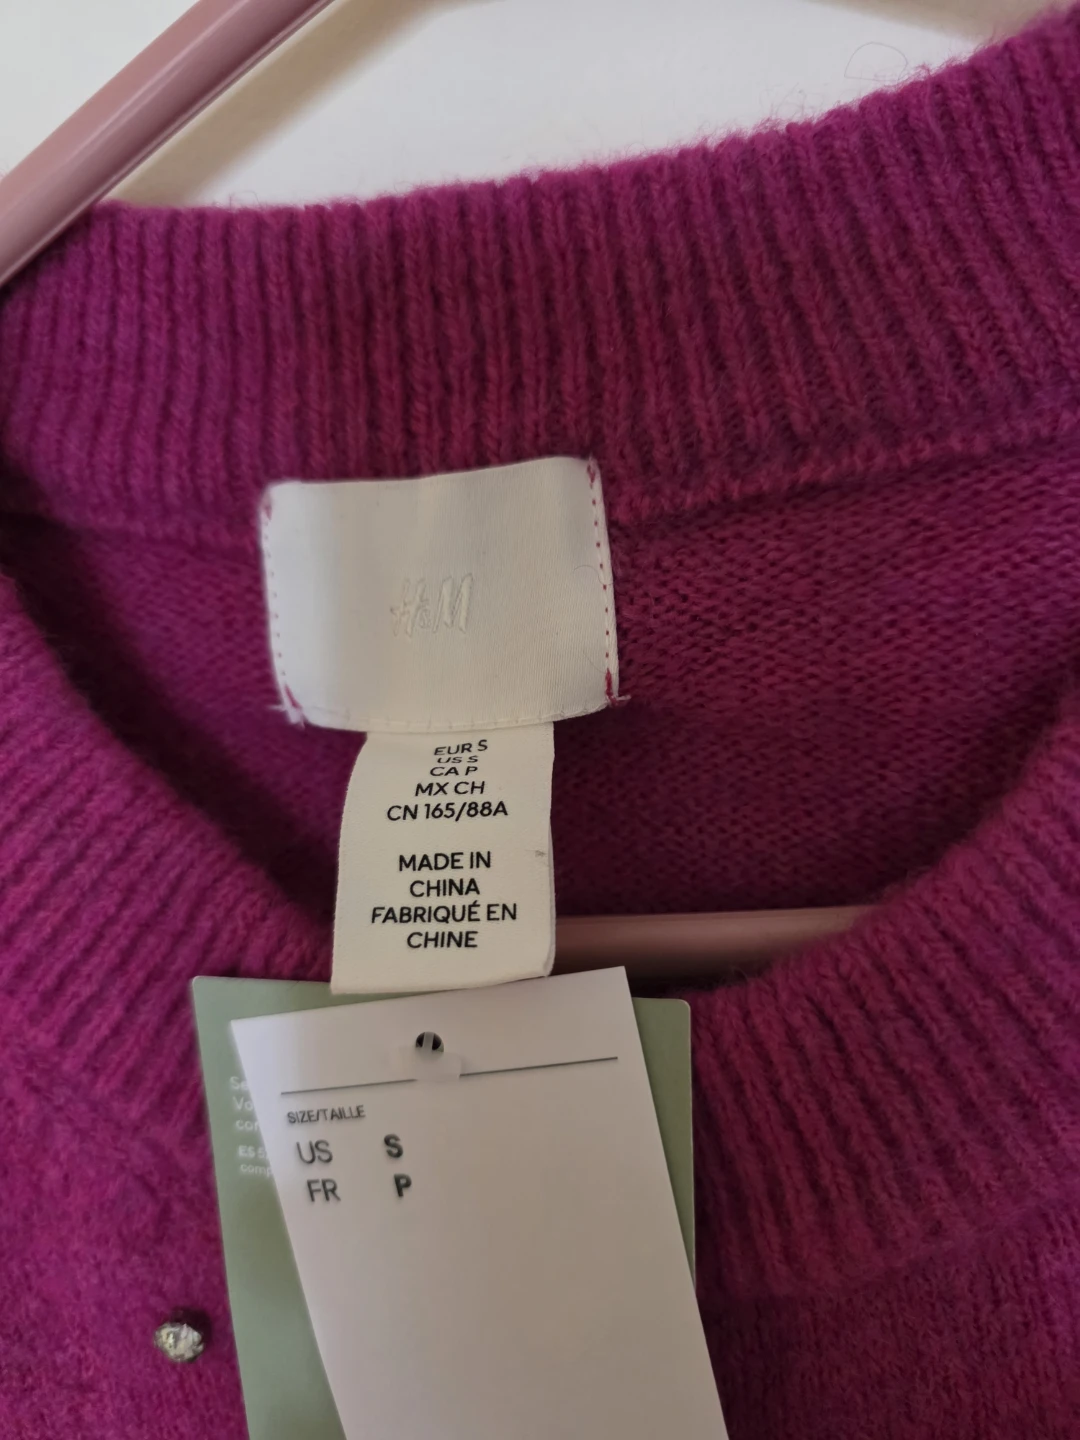 H&M
EUR S
US S
CA P
MX CH
CN 165/88A
MADE IN
CHINA
FABRIQUÉ EN
CHINE
SIZE/TAILLE
US S
FR P